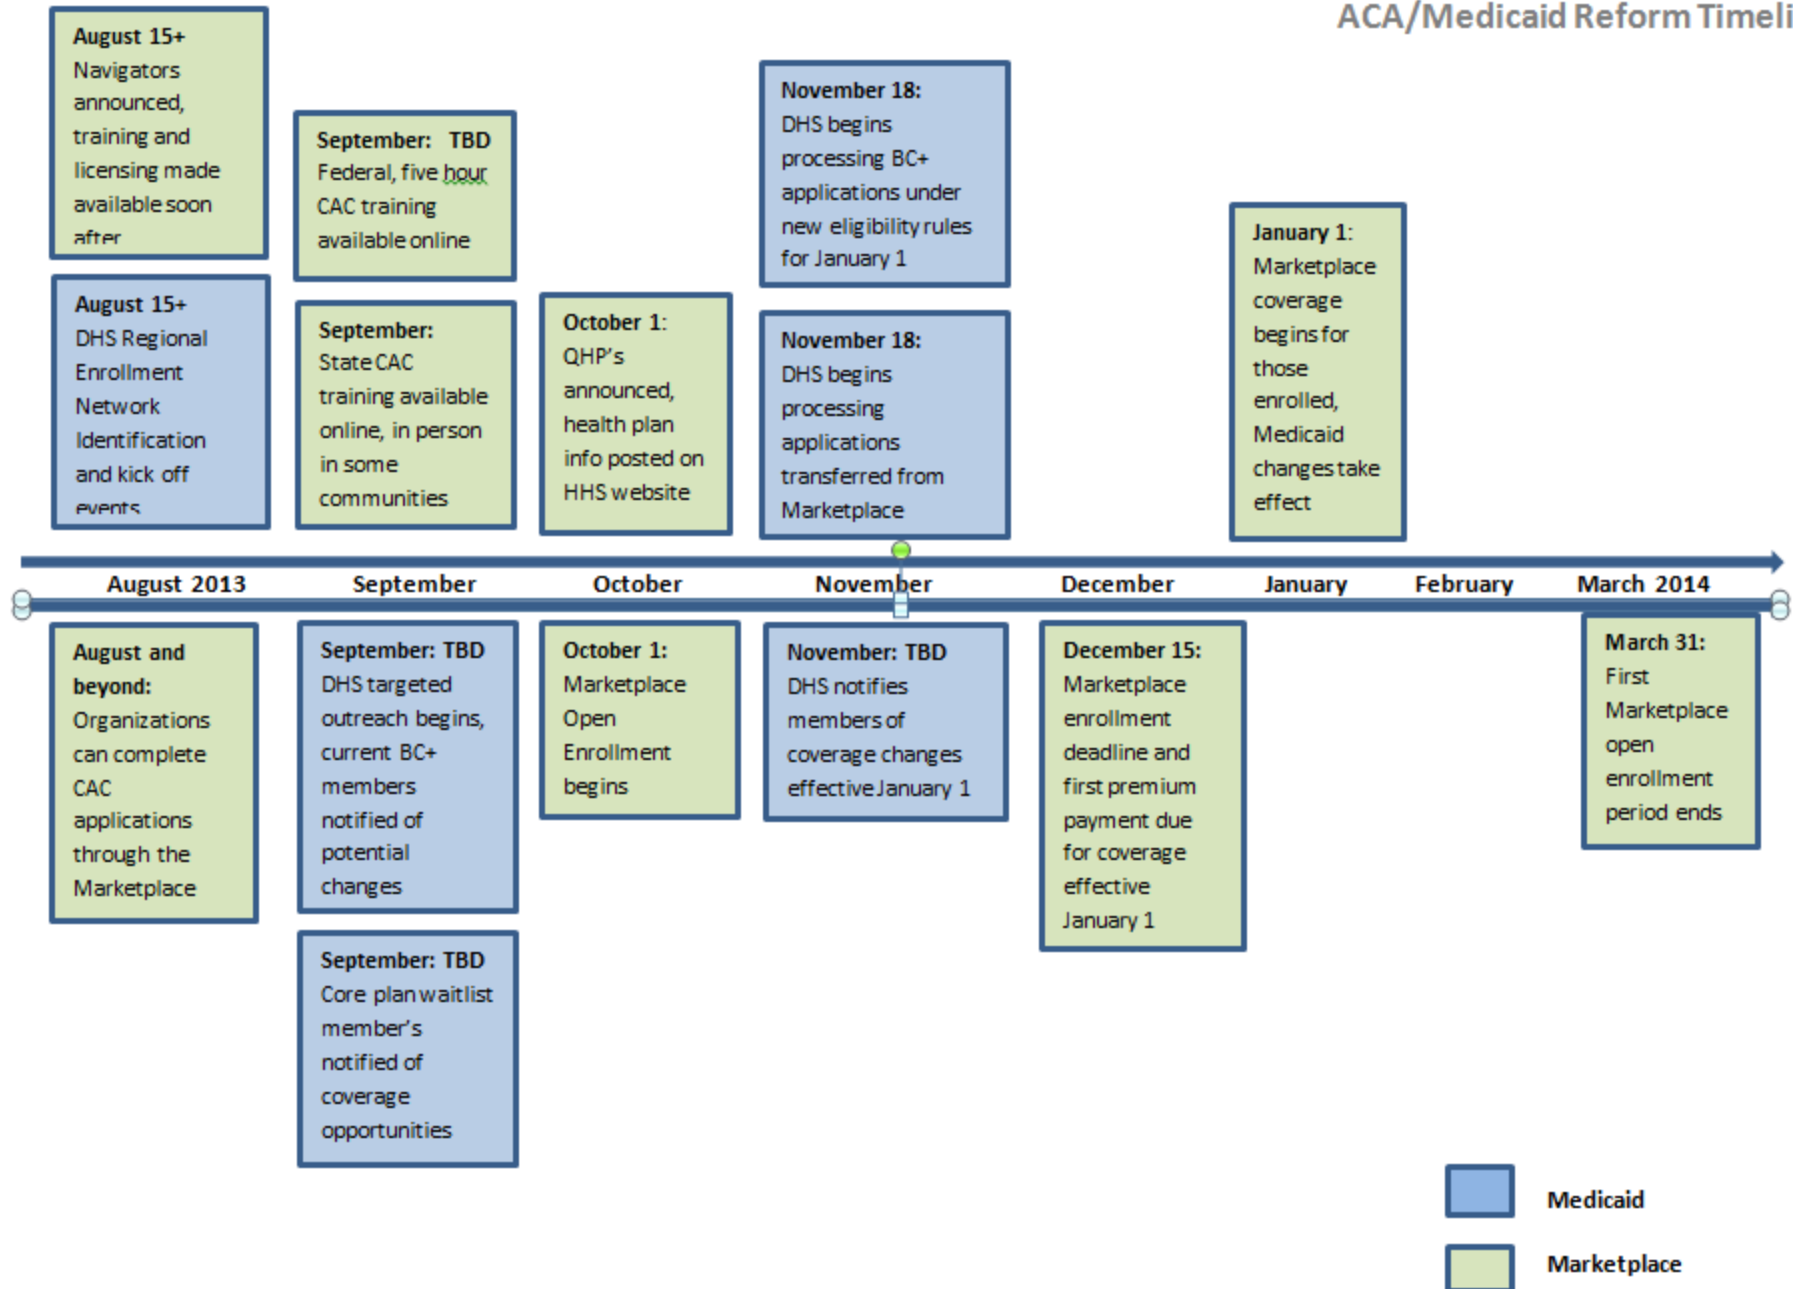 ACA/Medicaid Reform Timeli
August 15+
Navigators
announced,
training and
licensing made
available soon
after
August 15+
DHS Regional
Enrollment
Network
Identification
and kick off
events
September: TBD
Federal, five hour
CAC training
available online
September:
State CAC
training available
online, in person
in some
communities
October 1:
QHP's
announced,
health plan
info posted on
HHS website
November 18:
DHS begins
processing BC+
applications under
new eligibility rules
for January 1
November 18:
DHS begins
processing
applications
transferred from
Marketplace
January 1:
Marketplace
coverage
begins for
those
enrolled,
Medicaid
changes take
effect
August 2013 September October November December January February March 2014
August and
beyond:
Organizations
can complete
CAC
applications
through the
Marketplace
September: TBD
DHS targeted
outreach begins,
current BC+
members
notified of
potential
changes
September: TBD
Core plan waitlist
member's
notified of
coverage
opportunities
October 1:
Marketplace
Open
Enrollment
begins
November: TBD
DHS notifies
members of
coverage changes
effective January 1
December 15:
Marketplace
enrollment
deadline and
first premium
payment due
for coverage
effective
January 1
March 31:
First
Marketplace
open
enrollment
period ends
Medicaid
Marketplace